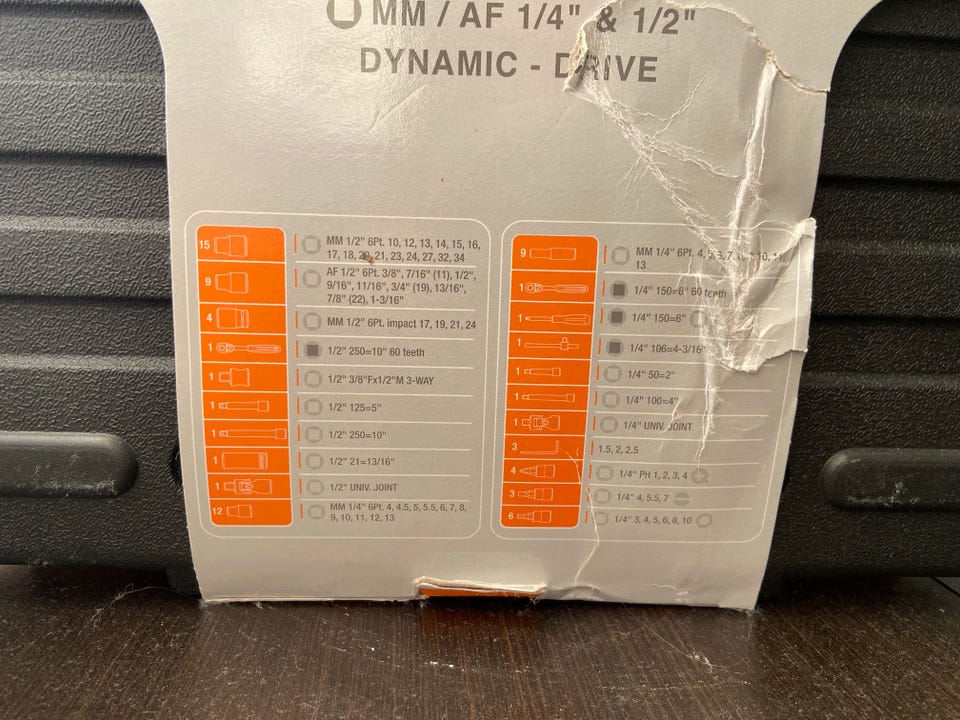 MM / AF 1/4" & 1/2"
DYNAMIC - DRIVE
15 MM 1/2" 6Pt. 10, 12, 13, 14, 15, 16,
17, 18, 20, 21, 23, 24, 27, 32, 34
9 AF 1/2" 6Pt. 3/8", 7/16" (11), 1/2",
9/16", 11/16", 3/4" (19), 13/16",
7/8" (22), 1-3/16"
4 MM 1/2" 6Pt. impact 17, 19, 21, 24
1 1/2" 250=10" 60 teeth
1 1/2" 3/8"Fx1/2"M 3-WAY
1 1/2" 125=5"
1 1/2" 250=10"
1 1/2" 21=13/16"
1 1/2" UNIV. JOINT
12 MM 1/4" 6Pt. 4, 4.5, 5, 5.5, 6, 7, 8,
9, 10, 11, 12, 13
9 MM 1/4" 6Pt. 4,
13
1 1/4" 150=6" 60 teeth
1 1/4" 150=6"
1 1/4" 106=4-3/16"
1 1/4" 50=2"
1 1/4" 100=4"
1 1/4" UNIV. JOINT
3 1.5, 2, 2.5
4 1/4" PH 1, 2, 3, 4
3 1/4" 4, 5.5, 7
6 1/4" 3, 4, 5, 6, 8, 10